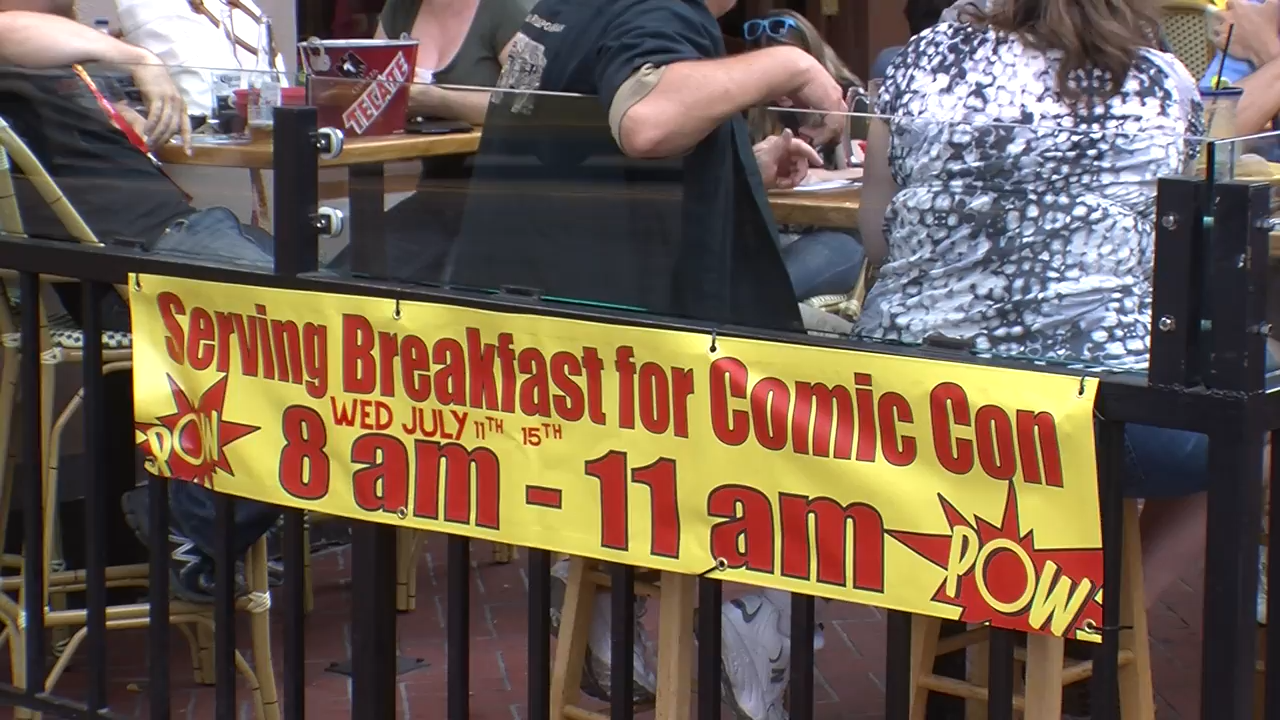 TECATE
Serving Breakfast for Comic Con
WED JULY 11TH 15TH
8 am - 11 am
POW
POW